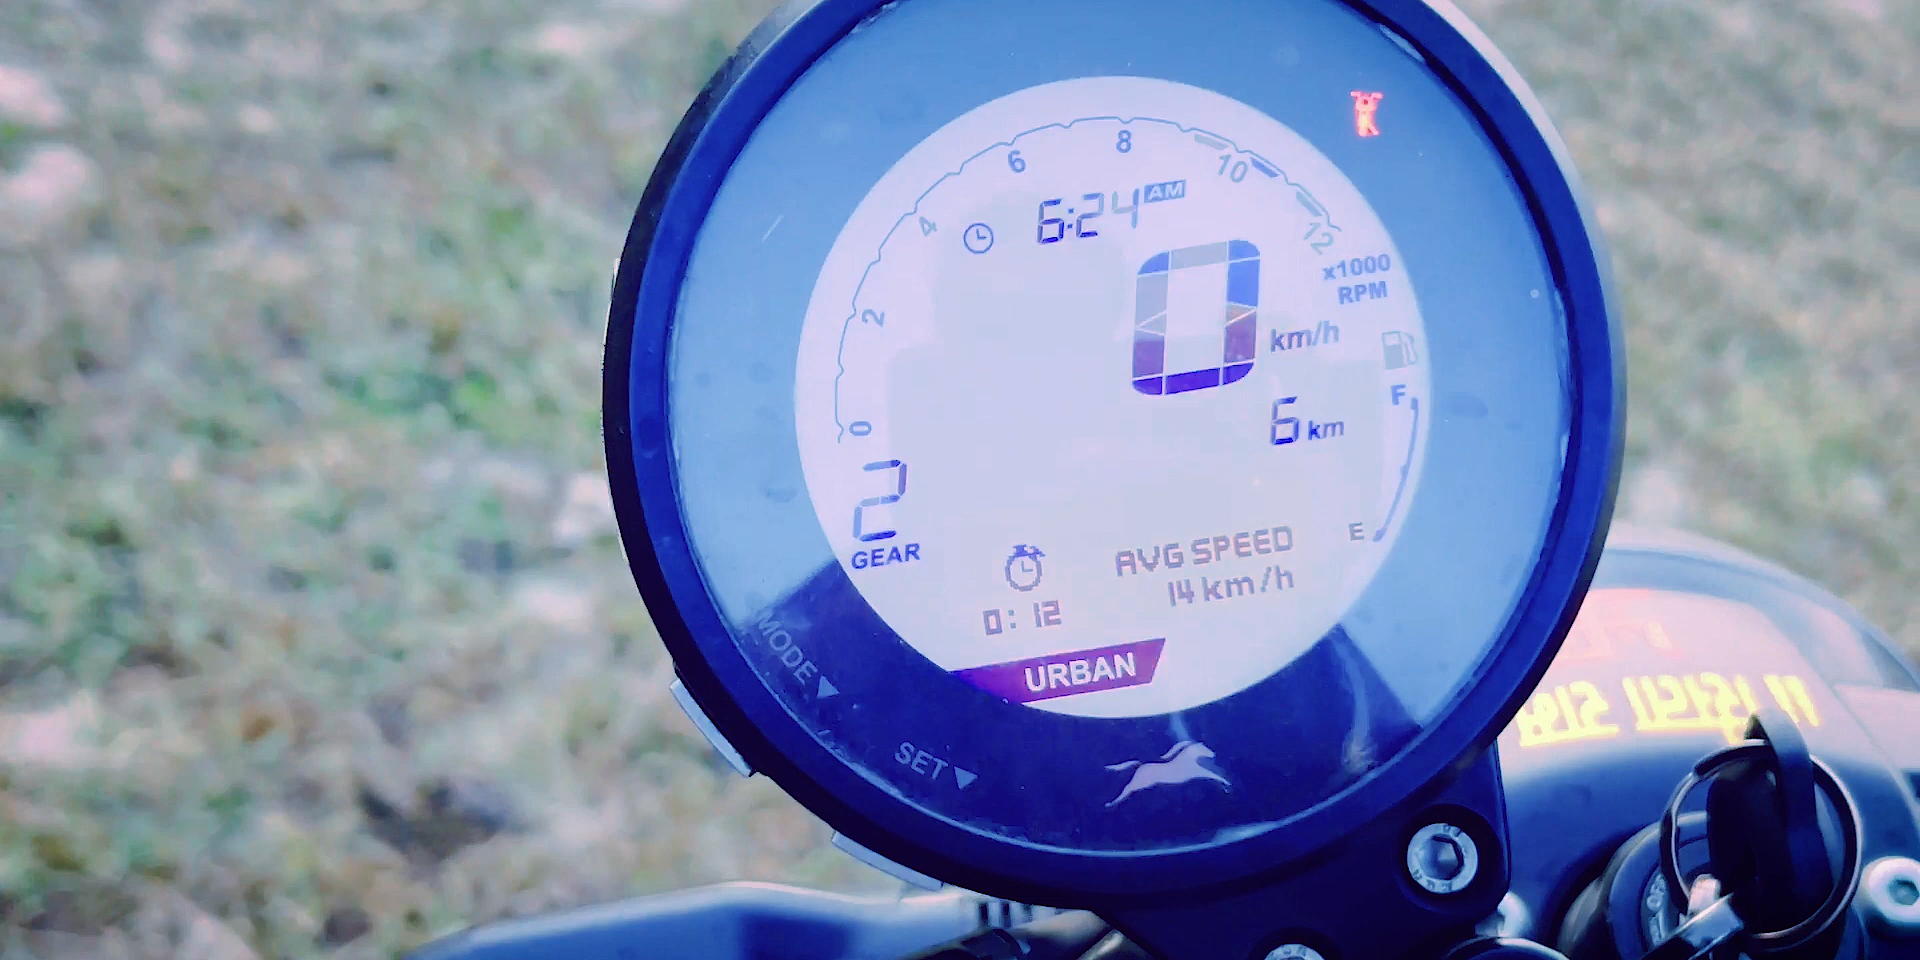 6 8 10
4 12
6:24 AM
x1000
RPM
2
0 km/h
F
6 km
0
2
GEAR
E
AVG SPEED
14 km/h
0:12
URBAN
MODE
SET